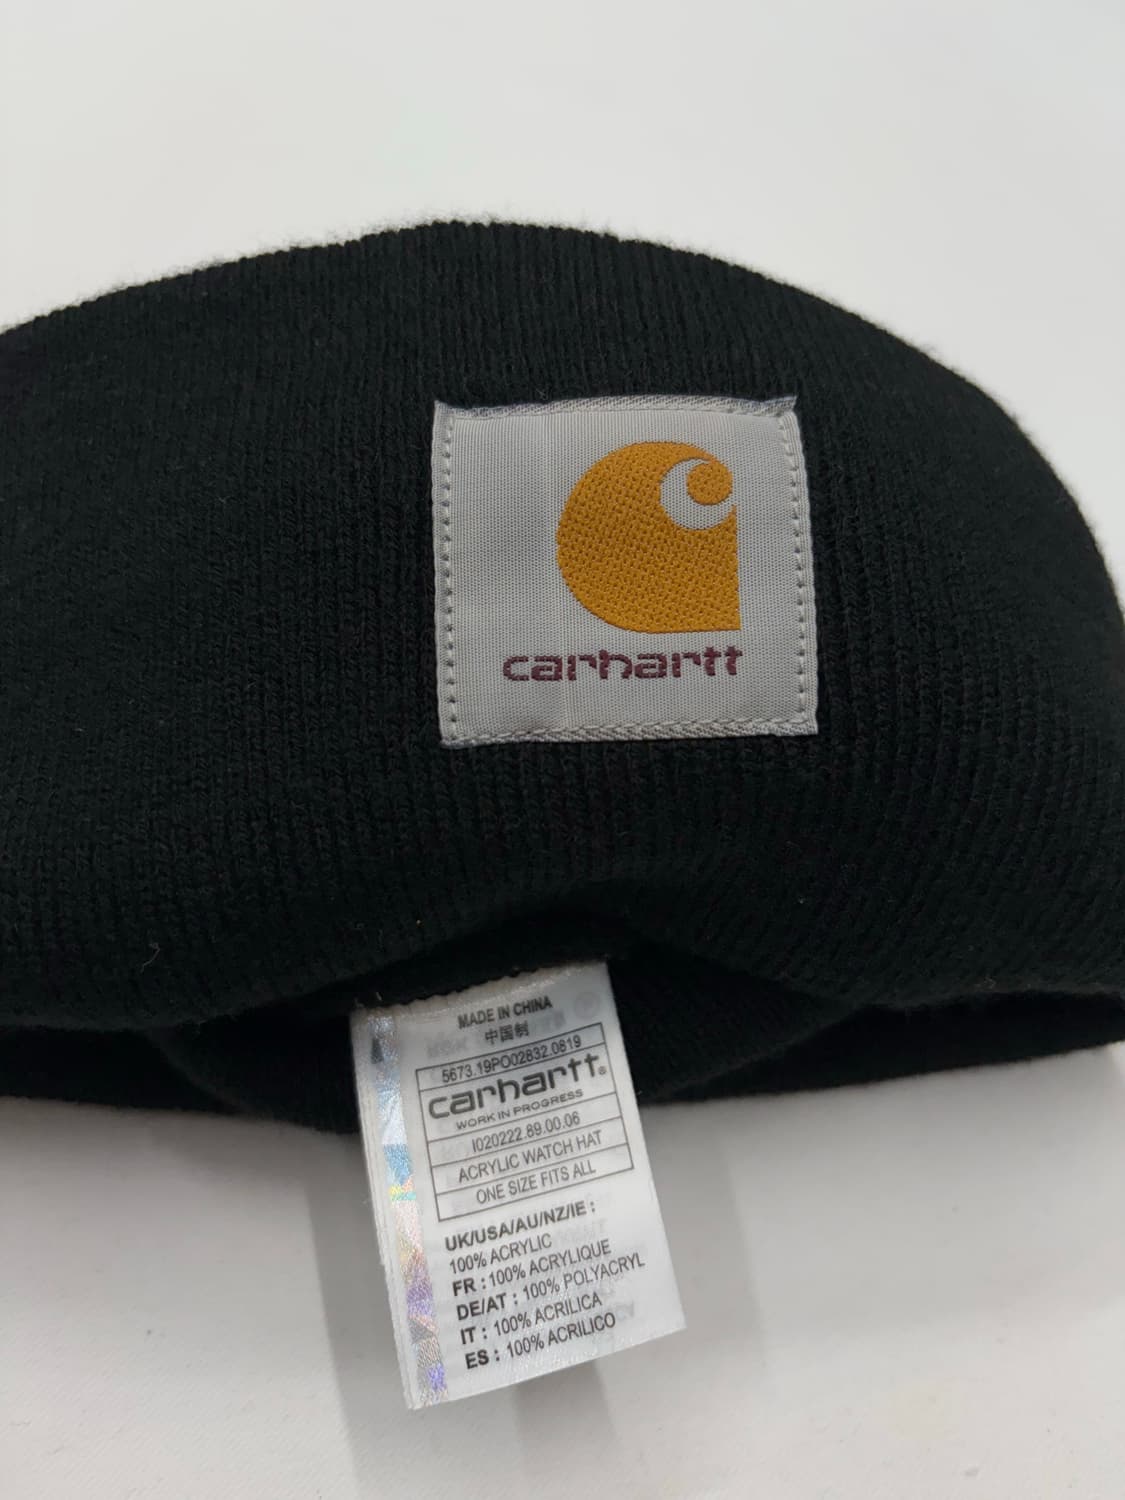 carhartt
MADE IN CHINA
中国制
5673.19PO02832.0819
carhartt®
WORK IN PROGRESS
I020222.89.00.06
ACRYLIC WATCH HAT
ONE SIZE FITS ALL
UK/USA/AU/NZ/IE :
100% ACRYLIC
FR : 100% ACRYLIQUE
DE/AT : 100% POLYACRYL
IT : 100% ACRILICA
ES : 100% ACRILICO